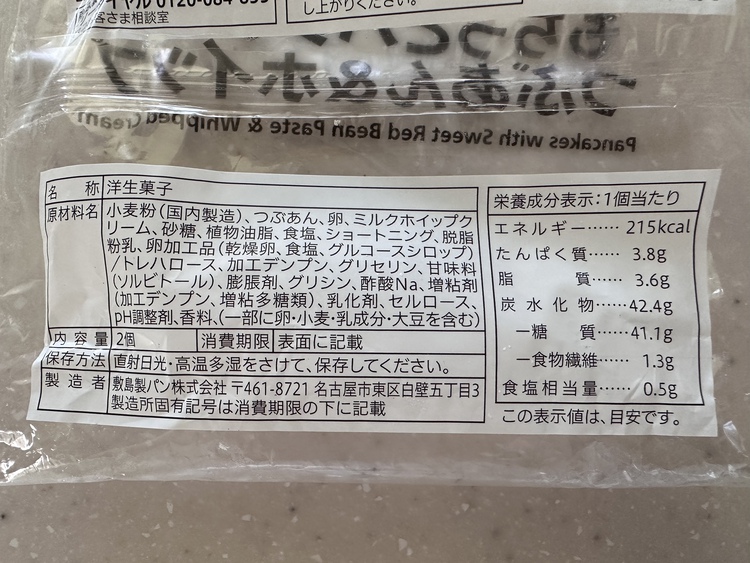 し上がりください。
客さま相談室
もちっとパン
つぶあん&ホイップ
Pancakes with Sweet Red Bean Paste & Whipped Cream
名 称 洋生菓子
原材料名 小麦粉(国内製造)、つぶあん、卵、ミルクホイップク
リーム、砂糖、植物油脂、食塩、ショートニング、脱脂
粉乳、卵加工品(乾燥卵、食塩、グルコースシロップ)
/トレハロース、加工デンプン、グリセリン、甘味料
(ソルビトール)、膨脹剤、グリシン、酢酸Na、増粘剤
(加工デンプン、増粘多糖類)、乳化剤、セルロース、
pH調整剤、香料、(一部に卵・小麦・乳成分・大豆を含む)
内容量 2個 消費期限 表面に記載
保存方法 直射日光・高温多湿をさけて、保存してください。
製造者 敷島製パン株式会社 〒461-8721 名古屋市東区白壁五丁目3
製造所固有記号は消費期限の下に記載
栄養成分表示:1個当たり
エネルギー…… 215kcal
たんぱく質…… 3.8g
脂 質…… 3.6g
炭水化物……42.4g
―糖 質……41.1g
―食物繊維…… 1.3g
食塩相当量…… 0.5g
この表示値は、目安です。